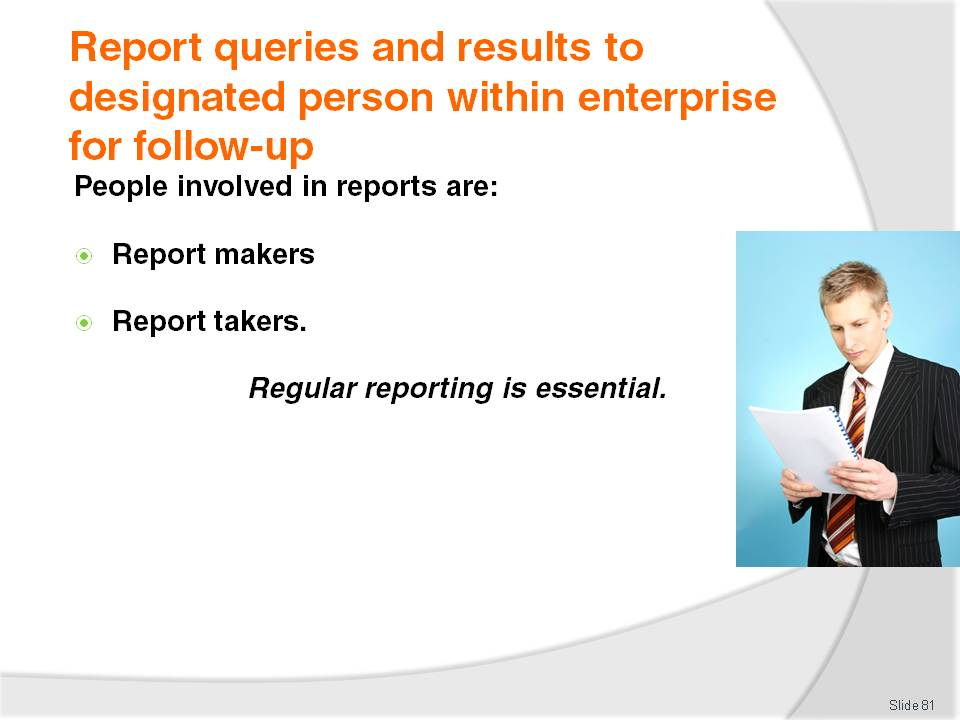 Report queries and results to
designated person within enterprise
for follow-up
People involved in reports are:
Report makers
Report takers.
Regular reporting is essential.
Slide 81